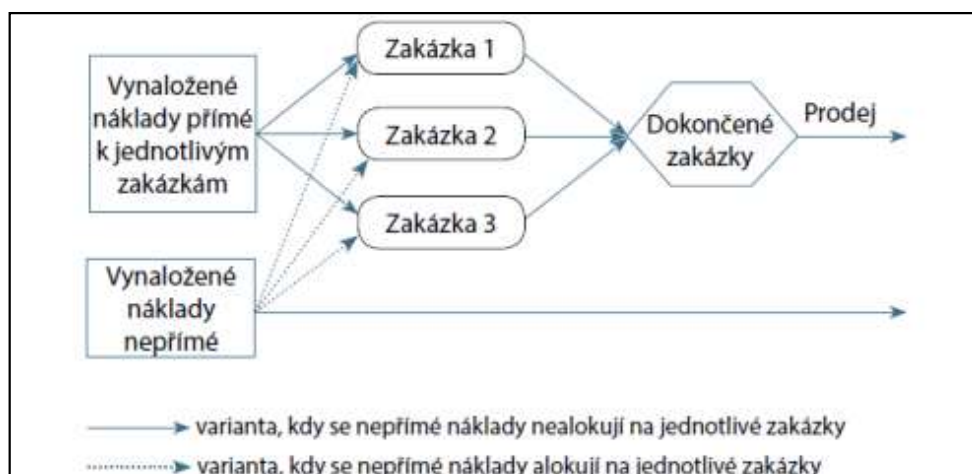 Vynaložené
náklady přímé
k jednotlivým
zakázkám
Zakázka 1
Zakázka 2
Zakázka 3
Dokončené
zakázky
Prodej
Vynaložené
náklady
nepřímé
varianta, kdy se nepřímé náklady nealokují na jednotlivé zakázky
varianta, kdy se nepřímé náklady alokují na jednotlivé zakázky